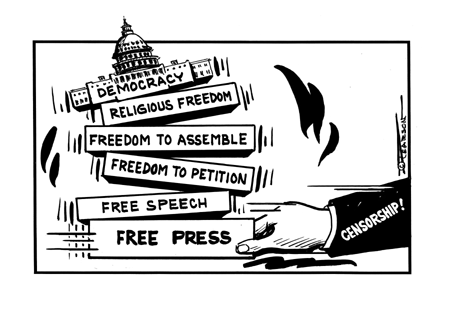 DEMOCRACY
RELIGIOUS FREEDOM
FREEDOM TO ASSEMBLE
FREEDOM TO PETITION
FREE SPEECH
FREE PRESS
CENSORSHIP!